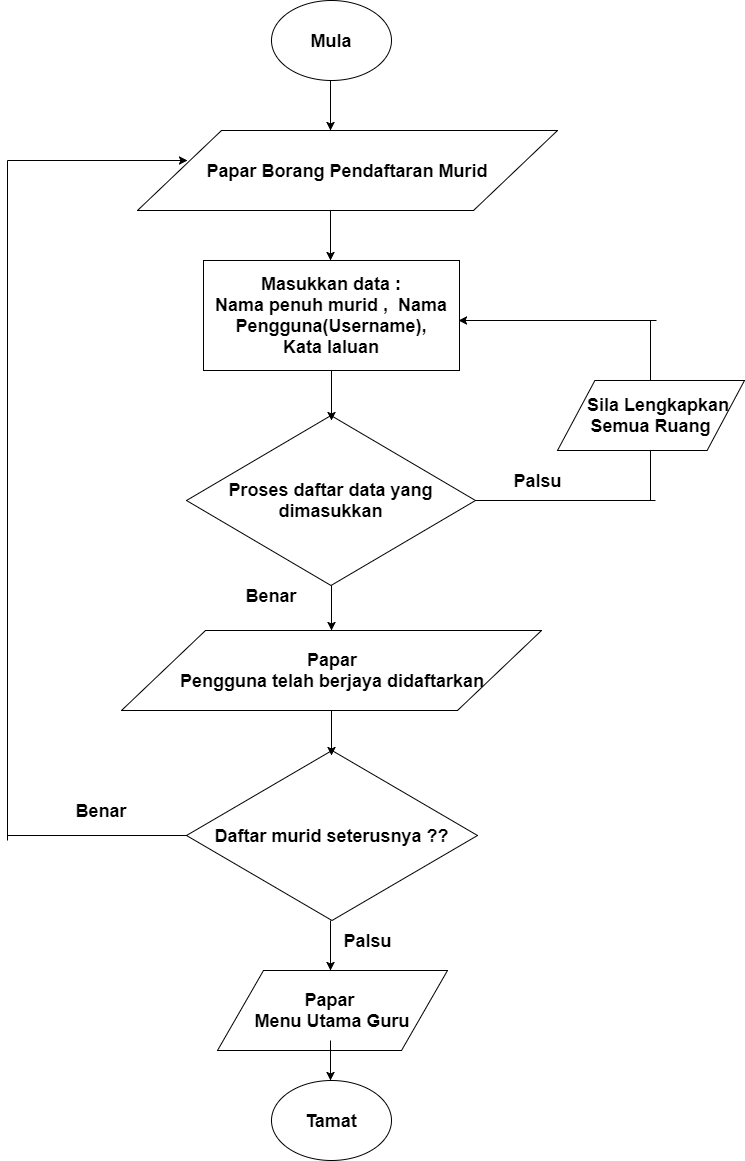 Mula
Papar Borang Pendaftaran Murid
Masukkan data :
Nama penuh murid ,  Nama
Pengguna(Username),
Kata laluan
Sila Lengkapkan
Semua Ruang
Proses daftar data yang
dimasukkan
Palsu
Benar
Papar
Pengguna telah berjaya didaftarkan
Benar
Daftar murid seterusnya ??
Palsu
Papar
Menu Utama Guru
Tamat